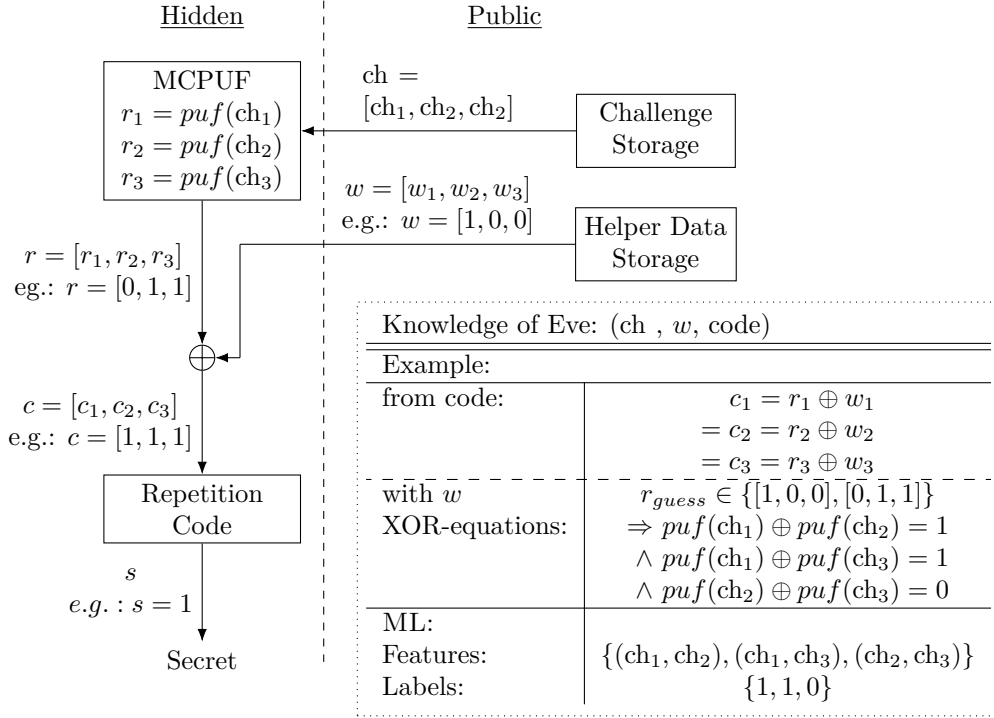 Hidden
Public
MCPUF
r₁ = puf(ch₁)
r₂ = puf(ch₂)
r₃ = puf(ch₃)
ch =
[ch₁, ch₂, ch₂]
Challenge
Storage
w = [w₁, w₂, w₃]
e.g.: w = [1, 0, 0]
Helper Data
Storage
r = [r₁, r₂, r₃]
eg.: r = [0, 1, 1]
c = [c₁, c₂, c₃]
e.g.: c = [1, 1, 1]
Repetition
Code
s
e.g. : s = 1
Secret
Knowledge of Eve: (ch , w, code)
Example:
from code: c₁ = r₁ ⊕ w₁
= c₂ = r₂ ⊕ w₂
= c₃ = r₃ ⊕ w₃
with w r_guess ∈ {[1, 0, 0], [0, 1, 1]}
XOR-equations: ⇒ puf(ch₁) ⊕ puf(ch₂) = 1
∧ puf(ch₁) ⊕ puf(ch₃) = 1
∧ puf(ch₂) ⊕ puf(ch₃) = 0
ML:
Features: {(ch₁, ch₂), (ch₁, ch₃), (ch₂, ch₃)}
Labels: {1, 1, 0}